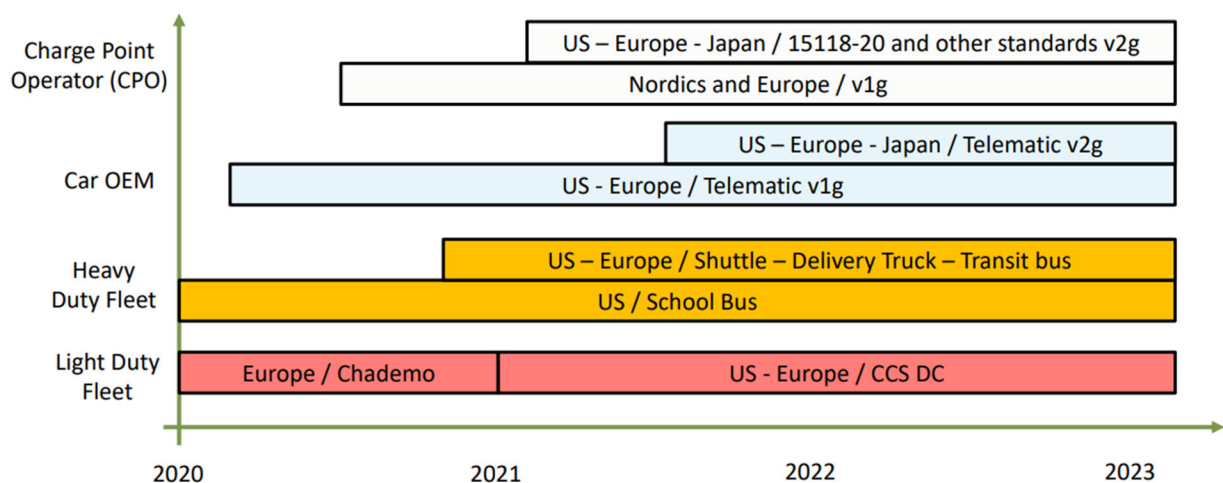 Charge Point
Operator (CPO)
US – Europe - Japan / 15118-20 and other standards v2g
Nordics and Europe / v1g
Car OEM
US – Europe - Japan / Telematic v2g
US - Europe / Telematic v1g
Heavy
Duty Fleet
US – Europe / Shuttle – Delivery Truck – Transit bus
US / School Bus
Light Duty
Fleet
Europe / Chademo
US - Europe / CCS DC
2020
2021
2022
2023